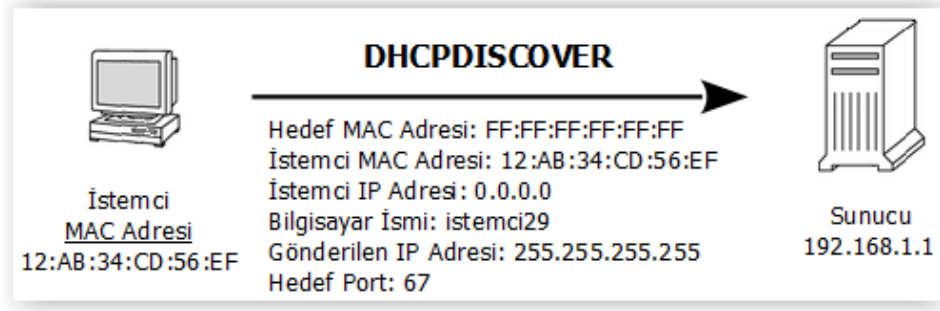 DHCPDISCOVER
Hedef MAC Adresi: FF:FF:FF:FF:FF:FF
İstemci MAC Adresi: 12:AB:34:CD:56:EF
İstemci IP Adresi: 0.0.0.0
Bilgisayar İsmi: istemci29
Gönderilen IP Adresi: 255.255.255.255
Hedef Port: 67
İstemci
MAC Adresi
12:AB:34:CD:56:EF
Sunucu
192.168.1.1